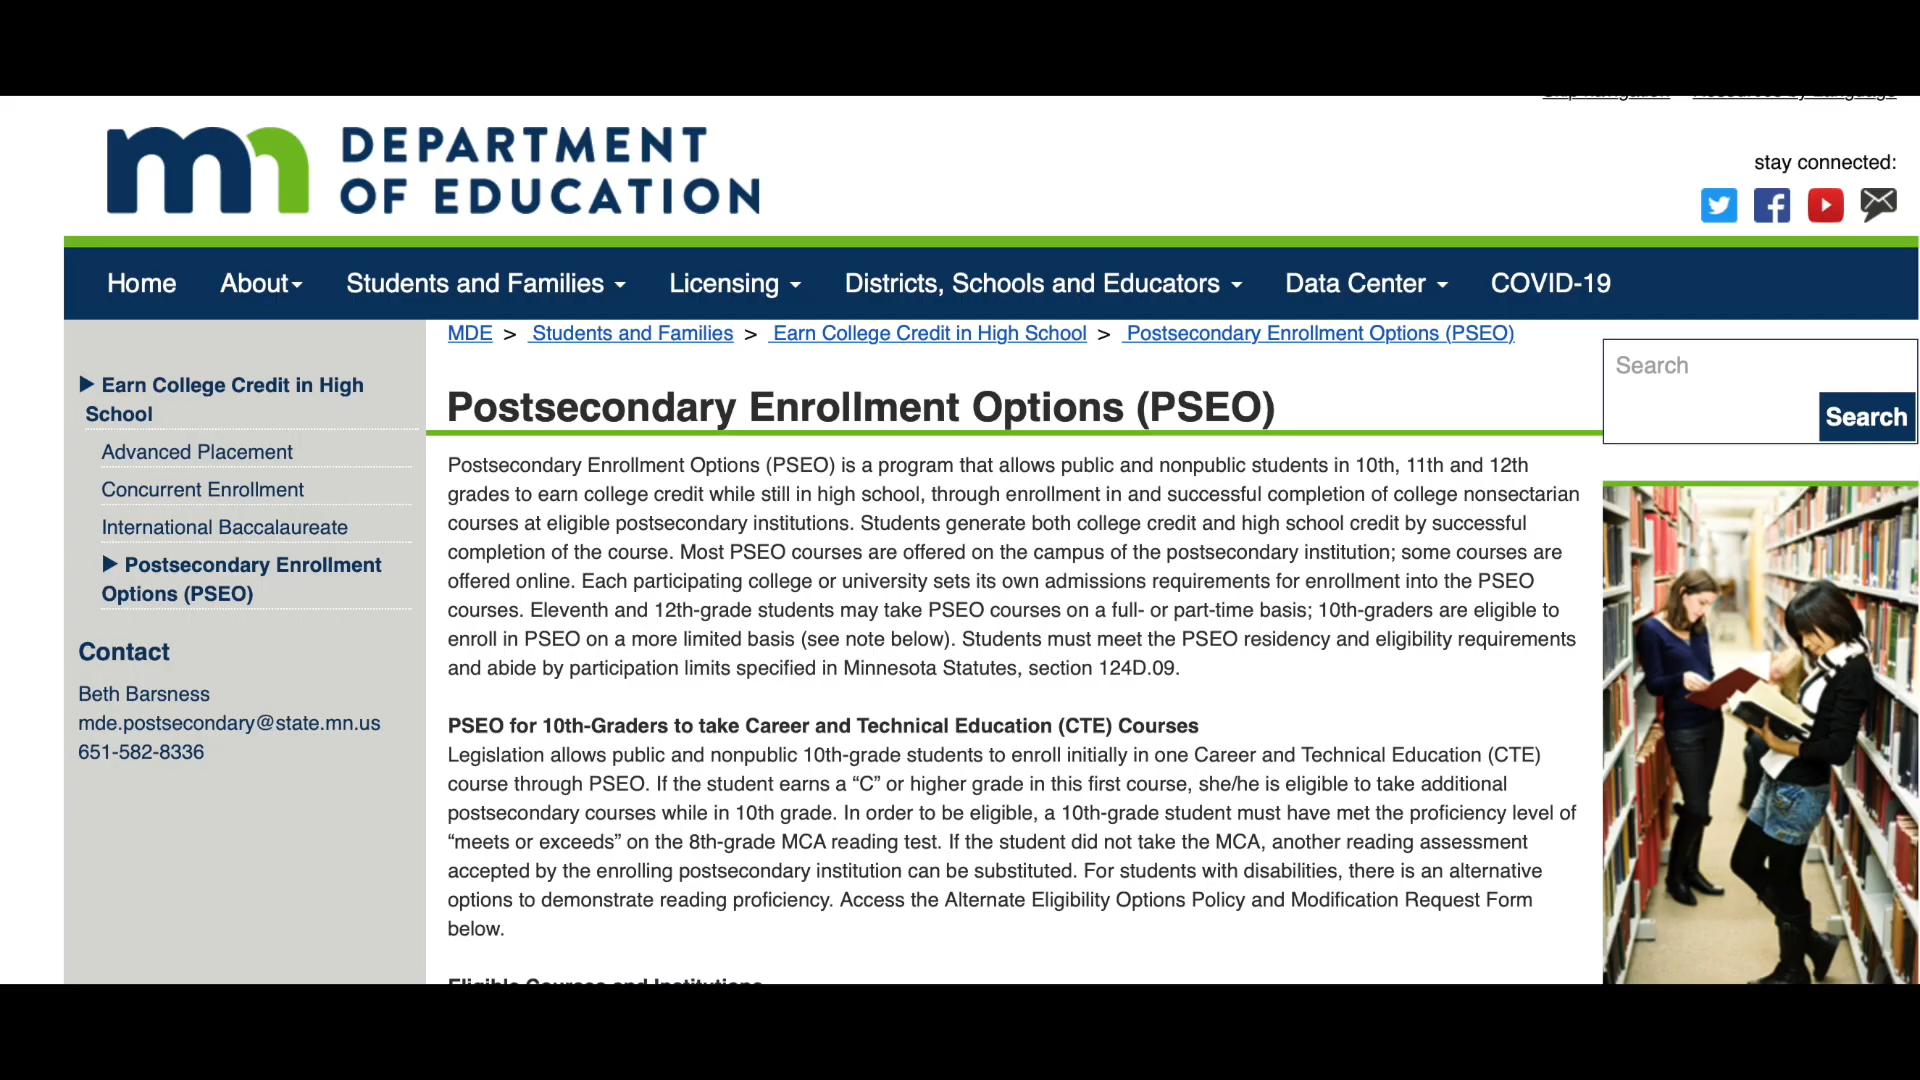 Skip navigation Resources by Language
DEPARTMENT
OF EDUCATION
stay connected:
Home About Students and Families Licensing Districts, Schools and Educators Data Center COVID-19
MDE > Students and Families > Earn College Credit in High School > Postsecondary Enrollment Options (PSEO)
Search
Search
Earn College Credit in High
School
Advanced Placement
Concurrent Enrollment
International Baccalaureate
Postsecondary Enrollment
Options (PSEO)
Contact
Beth Barsness
mde.postsecondary@state.mn.us
651-582-8336
Postsecondary Enrollment Options (PSEO)
Postsecondary Enrollment Options (PSEO) is a program that allows public and nonpublic students in 10th, 11th and 12th
grades to earn college credit while still in high school, through enrollment in and successful completion of college nonsectarian
courses at eligible postsecondary institutions. Students generate both college credit and high school credit by successful
completion of the course. Most PSEO courses are offered on the campus of the postsecondary institution; some courses are
offered online. Each participating college or university sets its own admissions requirements for enrollment into the PSEO
courses. Eleventh and 12th-grade students may take PSEO courses on a full- or part-time basis; 10th-graders are eligible to
enroll in PSEO on a more limited basis (see note below). Students must meet the PSEO residency and eligibility requirements
and abide by participation limits specified in Minnesota Statutes, section 124D.09.
PSEO for 10th-Graders to take Career and Technical Education (CTE) Courses
Legislation allows public and nonpublic 10th-grade students to enroll initially in one Career and Technical Education (CTE)
course through PSEO. If the student earns a “C” or higher grade in this first course, she/he is eligible to take additional
postsecondary courses while in 10th grade. In order to be eligible, a 10th-grade student must have met the proficiency level of
“meets or exceeds” on the 8th-grade MCA reading test. If the student did not take the MCA, another reading assessment
accepted by the enrolling postsecondary institution can be substituted. For students with disabilities, there is an alternative
options to demonstrate reading proficiency. Access the Alternate Eligibility Options Policy and Modification Request Form
below.
Eligible Courses and Institutions